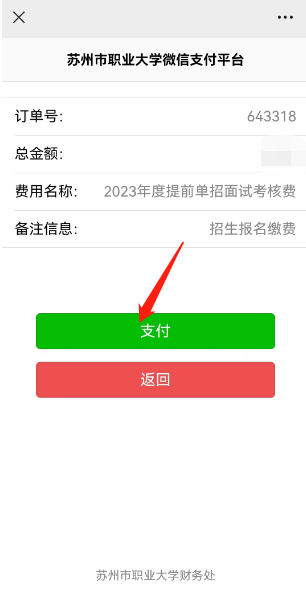 苏州市职业大学微信支付平台
订单号： 643318
总金额：
费用名称： 2023年度提前单招面试考核费
备注信息： 招生报名缴费
支付
返回
苏州市职业大学财务处